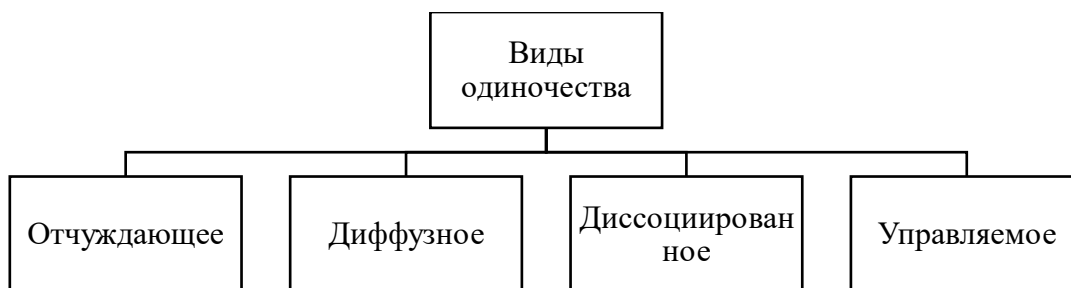 Виды
одиночества
Отчуждающее
Диффузное
Диссоциирован
ное
Управляемое